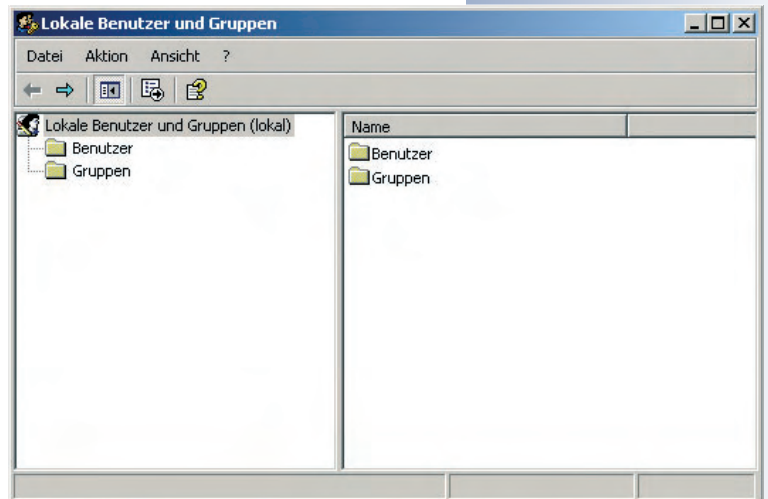 Lokale Benutzer und Gruppen
Datei Aktion Ansicht ?
Lokale Benutzer und Gruppen (lokal)
Benutzer
Gruppen
Name
Benutzer
Gruppen